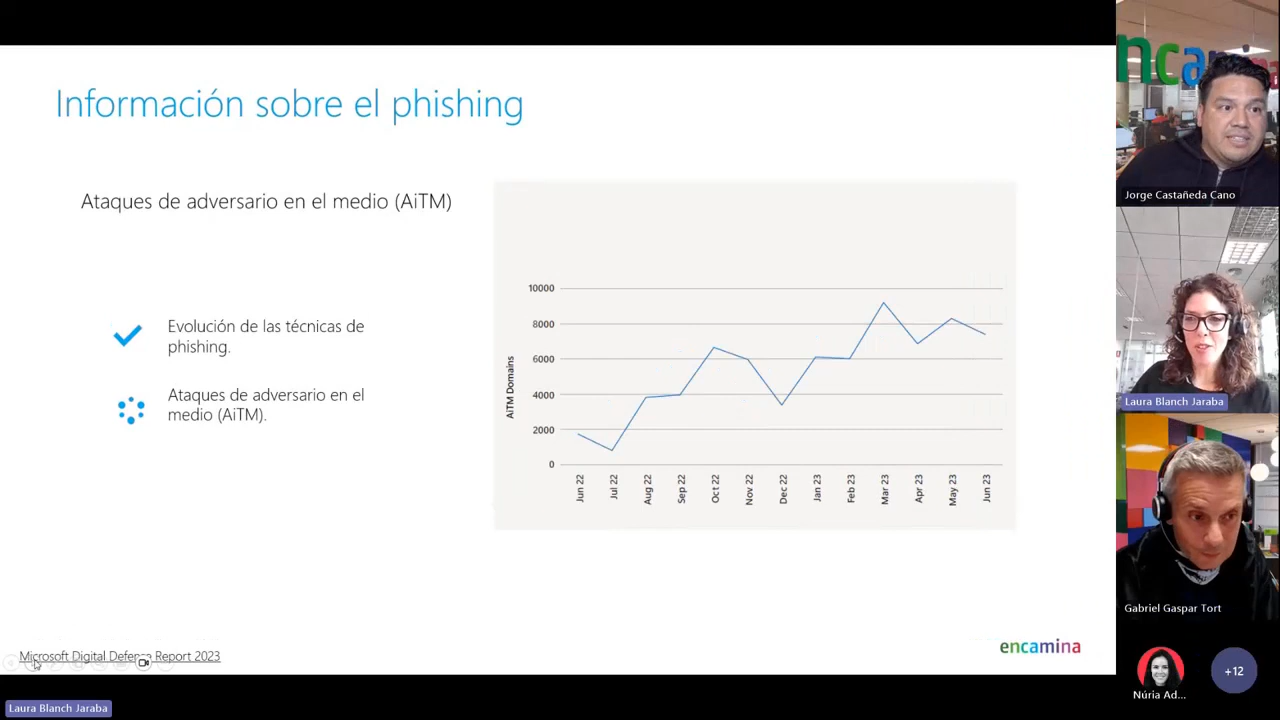 Información sobre el phishing
Ataques de adversario en el medio (AiTM)
Evolución de las técnicas de
phishing.
Ataques de adversario en el
medio (AiTM).
AiTM Domains
10000
8000
6000
4000
2000
0
Jun 22
Jul 22
Aug 22
Sep 22
Oct 22
Nov 22
Dec 22
Jan 23
Feb 23
Mar 23
Apr 23
May 23
Jun 23
Microsoft Digital Defense Report 2023
encamina
Laura Blanch Jaraba
encamina
Jorge Castañeda Cano
Laura Blanch Jaraba
Gabriel Gaspar Tort
Núria Ad...
+12